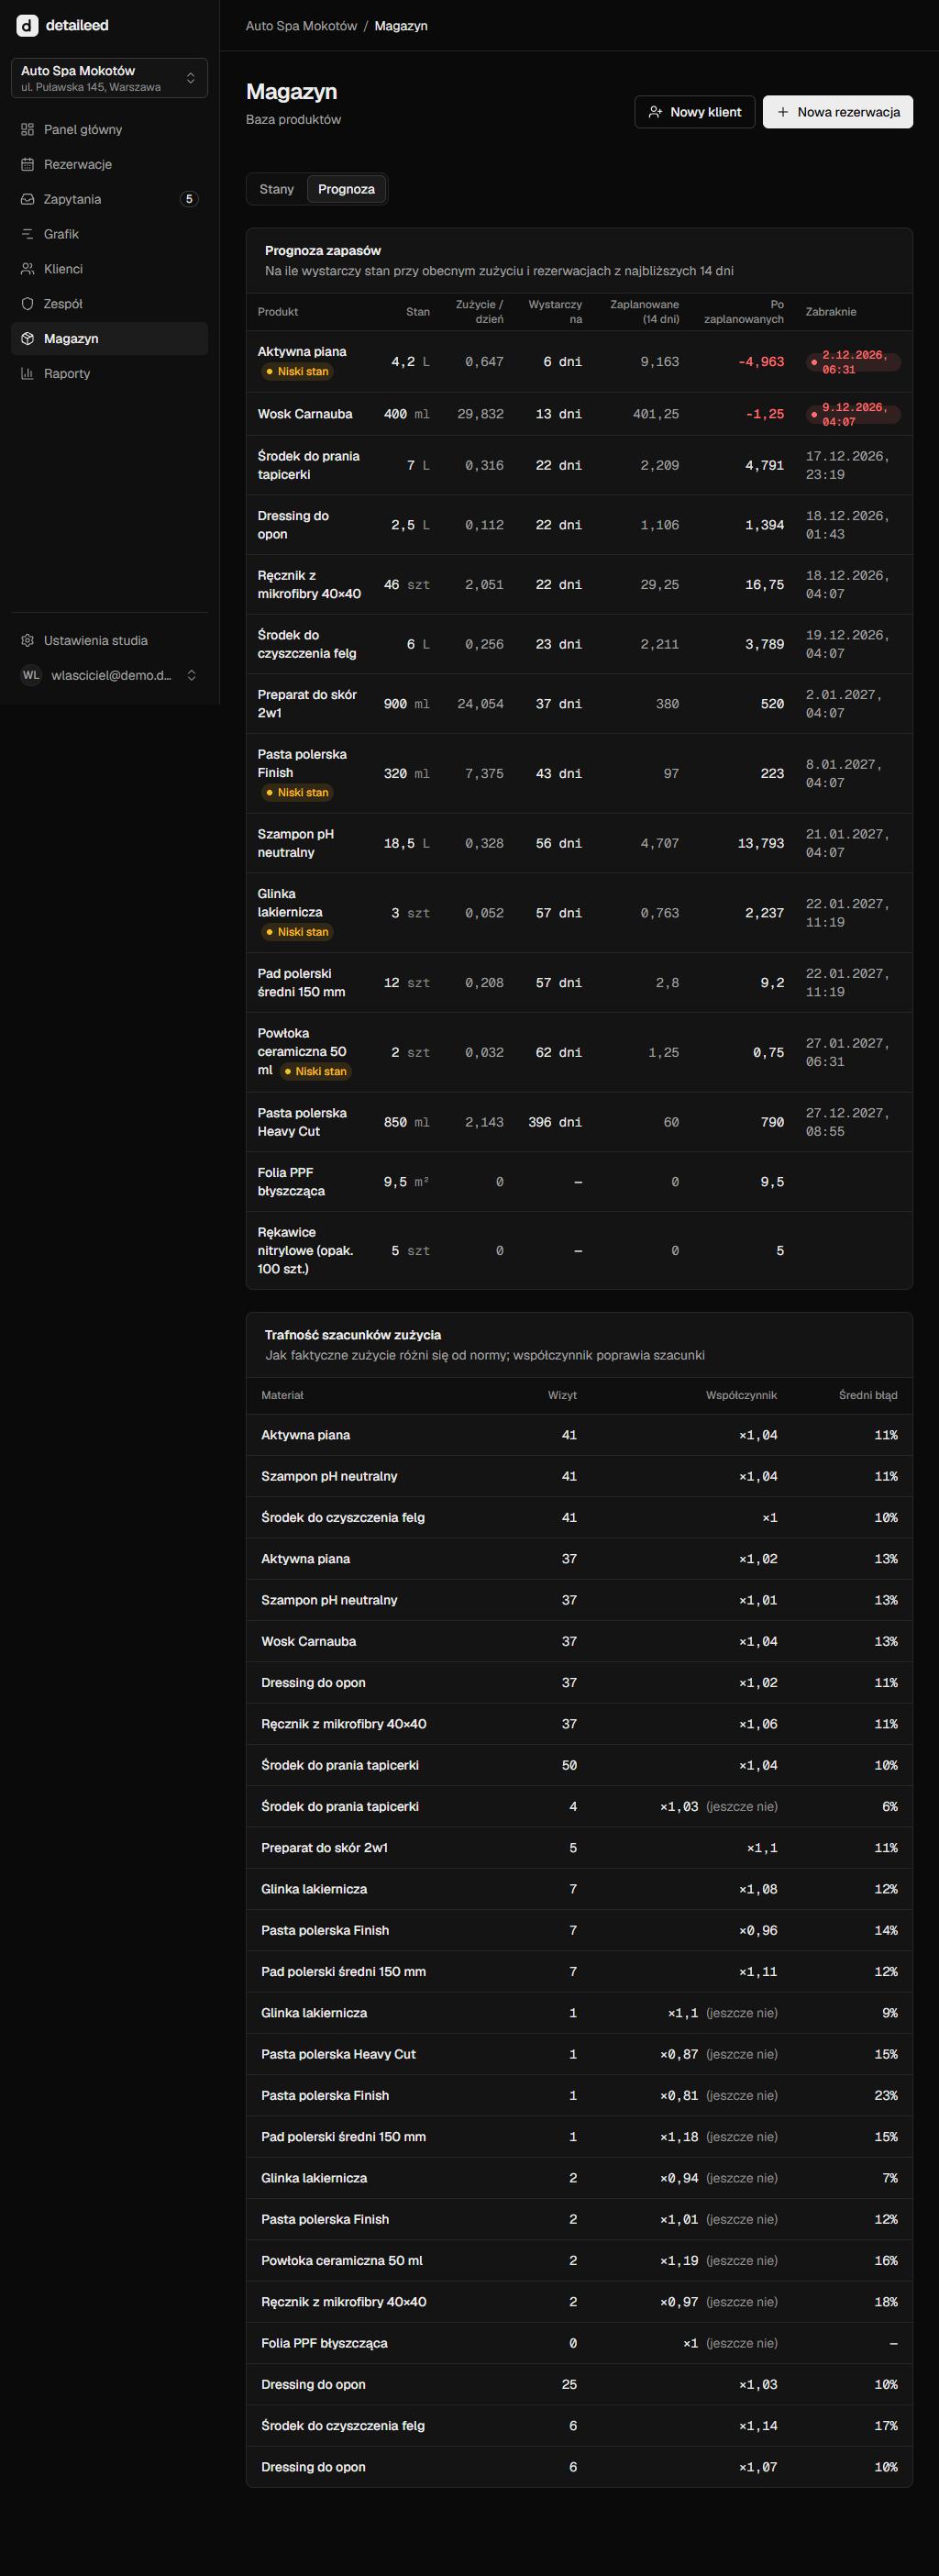 d detaileed
Auto Spa Mokotów / Magazyn
Auto Spa Mokotów
ul. Puławska 145, Warszawa
Panel główny
Rezerwacje
Zapytania 5
Grafik
Klienci
Zespół
Magazyn
Raporty
Ustawienia studia
WL wlasciciel@demo.d...
Magazyn
Baza produktów
Nowy klient
Nowa rezerwacja
Stany Prognoza
Prognoza zapasów
Na ile wystarczy stan przy obecnym zużyciu i rezerwacjach z najbliższych 14 dni
Produkt Stan Zużycie / dzień Wystarczy na Zaplanowane (14 dni) Po zaplanowanych Zabraknie
Aktywna piana Niski stan 4,2 L 0,647 6 dni 9,163 -4,963 2.12.2026, 06:31
Wosk Carnauba 400 ml 29,832 13 dni 401,25 -1,25 9.12.2026, 04:07
Środek do prania tapicerki 7 L 0,316 22 dni 2,209 4,791 17.12.2026, 23:19
Dressing do opon 2,5 L 0,112 22 dni 1,106 1,394 18.12.2026, 01:43
Ręcznik z mikrofibry 40×40 46 szt 2,051 22 dni 29,25 16,75 18.12.2026, 04:07
Środek do czyszczenia felg 6 L 0,256 23 dni 2,211 3,789 19.12.2026, 04:07
Preparat do skór 2w1 900 ml 24,054 37 dni 380 520 2.01.2027, 04:07
Pasta polerska Finish Niski stan 320 ml 7,375 43 dni 97 223 8.01.2027, 04:07
Szampon pH neutralny 18,5 L 0,328 56 dni 4,707 13,793 21.01.2027, 04:07
Glinka lakiernicza Niski stan 3 szt 0,052 57 dni 0,763 2,237 22.01.2027, 11:19
Pad polerski średni 150 mm 12 szt 0,208 57 dni 2,8 9,2 22.01.2027, 11:19
Powłoka ceramiczna 50 ml Niski stan 2 szt 0,032 62 dni 1,25 0,75 27.01.2027, 06:31
Pasta polerska Heavy Cut 850 ml 2,143 396 dni 60 790 27.12.2027, 08:55
Folia PPF błyszcząca 9,5 m² 0 — 0 9,5
Rękawice nitrylowe (opak. 100 szt.) 5 szt 0 — 0 5
Trafność szacunków zużycia
Jak faktyczne zużycie różni się od normy; współczynnik poprawia szacunki
Materiał Wizyt Współczynnik Średni błąd
Aktywna piana 41 ×1,04 11%
Szampon pH neutralny 41 ×1,04 11%
Środek do czyszczenia felg 41 ×1 10%
Aktywna piana 37 ×1,02 13%
Szampon pH neutralny 37 ×1,01 13%
Wosk Carnauba 37 ×1,04 13%
Dressing do opon 37 ×1,02 11%
Ręcznik z mikrofibry 40×40 37 ×1,06 11%
Środek do prania tapicerki 50 ×1,04 10%
Środek do prania tapicerki 4 ×1,03 (jeszcze nie) 6%
Preparat do skór 2w1 5 ×1,1 11%
Glinka lakiernicza 7 ×1,08 12%
Pasta polerska Finish 7 ×0,96 14%
Pad polerski średni 150 mm 7 ×1,11 12%
Glinka lakiernicza 1 ×1,1 (jeszcze nie) 9%
Pasta polerska Heavy Cut 1 ×0,87 (jeszcze nie) 15%
Pasta polerska Finish 1 ×0,81 (jeszcze nie) 23%
Pad polerski średni 150 mm 1 ×1,18 (jeszcze nie) 15%
Glinka lakiernicza 2 ×0,94 (jeszcze nie) 7%
Pasta polerska Finish 2 ×1,01 (jeszcze nie) 12%
Powłoka ceramiczna 50 ml 2 ×1,19 (jeszcze nie) 16%
Ręcznik z mikrofibry 40×40 2 ×0,97 (jeszcze nie) 18%
Folia PPF błyszcząca 0 ×1 (jeszcze nie) —
Dressing do opon 25 ×1,03 10%
Środek do czyszczenia felg 6 ×1,14 17%
Dressing do opon 6 ×1,07 10%